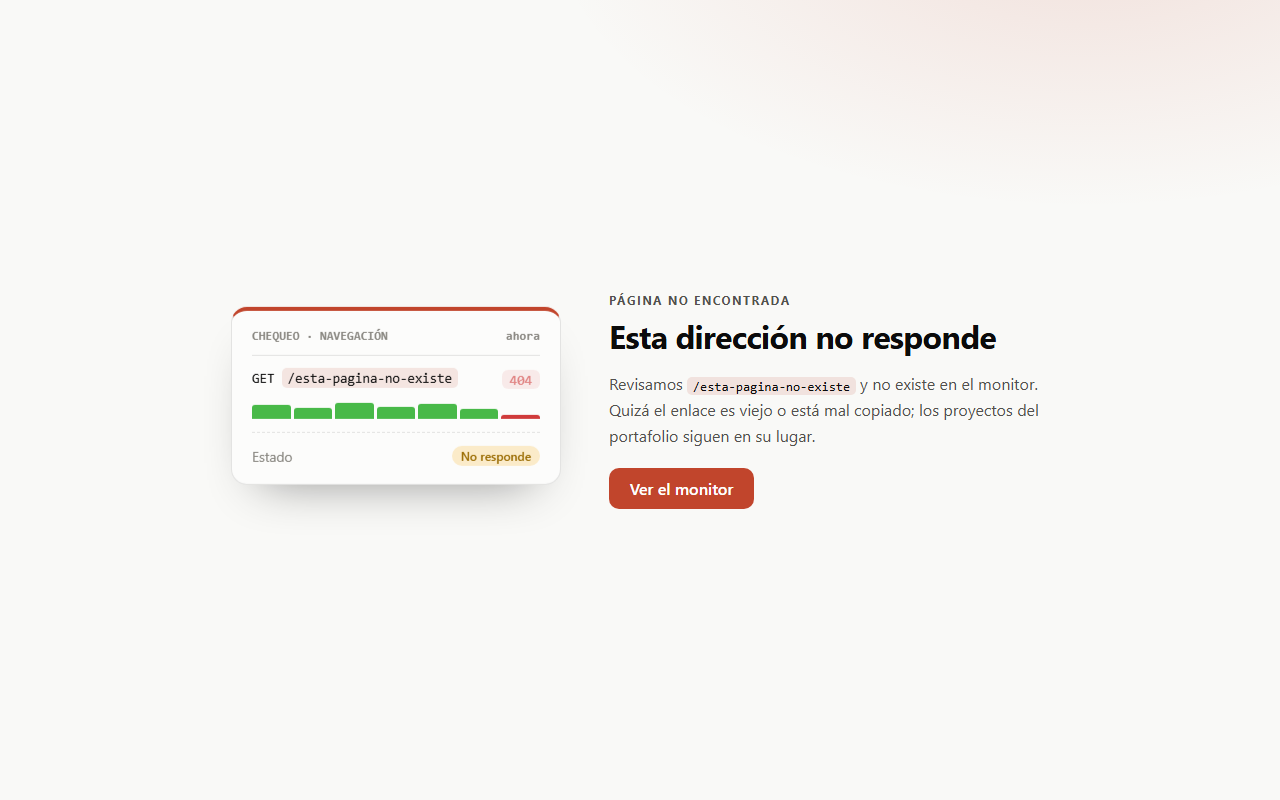 CHEQUEO · NAVEGACIÓN ahora
GET /esta-pagina-no-existe 404
Estado No responde
PÁGINA NO ENCONTRADA
Esta dirección no responde
Revisamos /esta-pagina-no-existe y no existe en el monitor.
Quizá el enlace es viejo o está mal copiado; los proyectos del
portafolio siguen en su lugar.
Ver el monitor